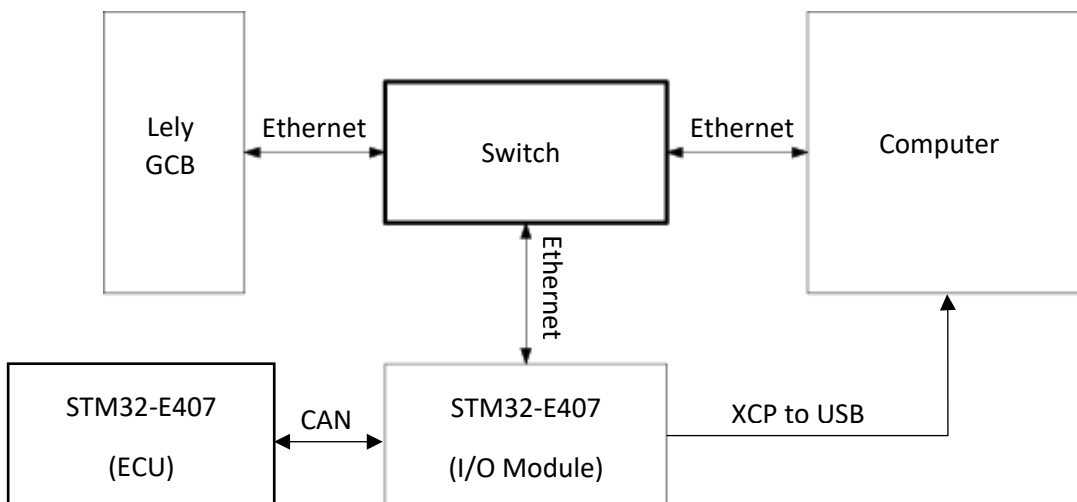 Lely
GCB
Ethernet
Switch
Ethernet
Computer
Ethernet
STM32-E407
(ECU)
CAN
STM32-E407
(I/O Module)
XCP to USB